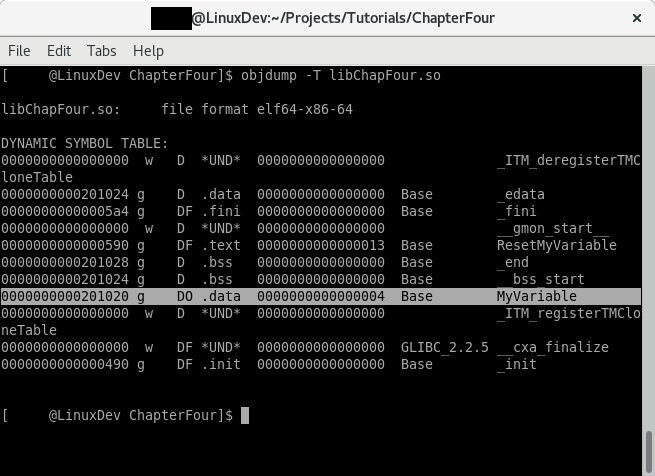 @LinuxDev:~/Projects/Tutorials/ChapterFour ×
File Edit Tabs Help
[     @LinuxDev ChapterFour]$ objdump -T libChapFour.so
libChapFour.so:     file format elf64-x86-64
DYNAMIC SYMBOL TABLE:
0000000000000000  w   D  *UND*  0000000000000000              _ITM_deregisterTMC
loneTable
0000000000201024 g    D  .data  0000000000000000  Base        _edata
00000000000005a4 g    DF .fini  0000000000000000  Base        _fini
0000000000000000  w   D  *UND*  0000000000000000              __gmon_start__
0000000000000590 g    DF .text  0000000000000013  Base        ResetMyVariable
0000000000201028 g    D  .bss   0000000000000000  Base        _end
0000000000201024 g    D  .bss   0000000000000000  Base        __bss_start
0000000000201020 g    DO .data  0000000000000004  Base        MyVariable
0000000000000000  w   D  *UND*  0000000000000000              _ITM_registerTMClo
neTable
0000000000000000  w   DF *UND*  0000000000000000  GLIBC_2.2.5 __cxa_finalize
0000000000000490 g    DF .init  0000000000000000  Base        _init
[     @LinuxDev ChapterFour]$